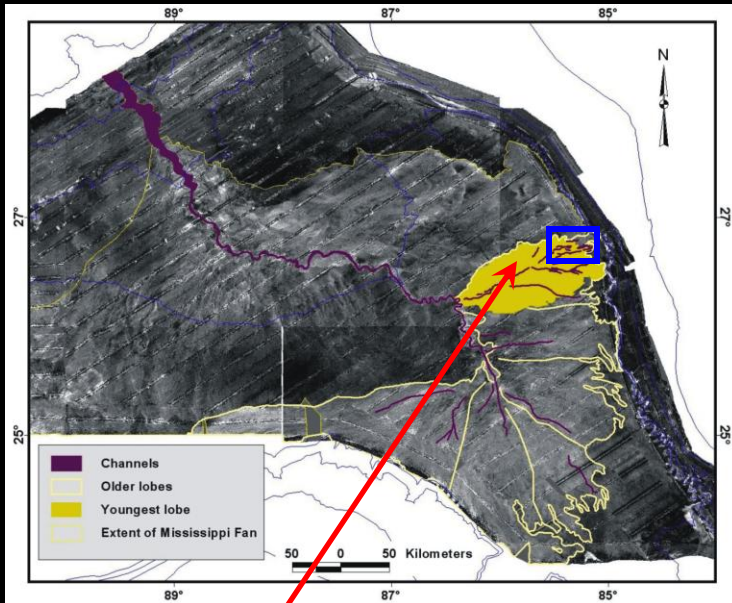 89° 87° 85°
N
27° 27°
25° 25°
Channels
Older lobes
Youngest lobe
Extent of Mississippi Fan
50 0 50 Kilometers
89° 87° 85°